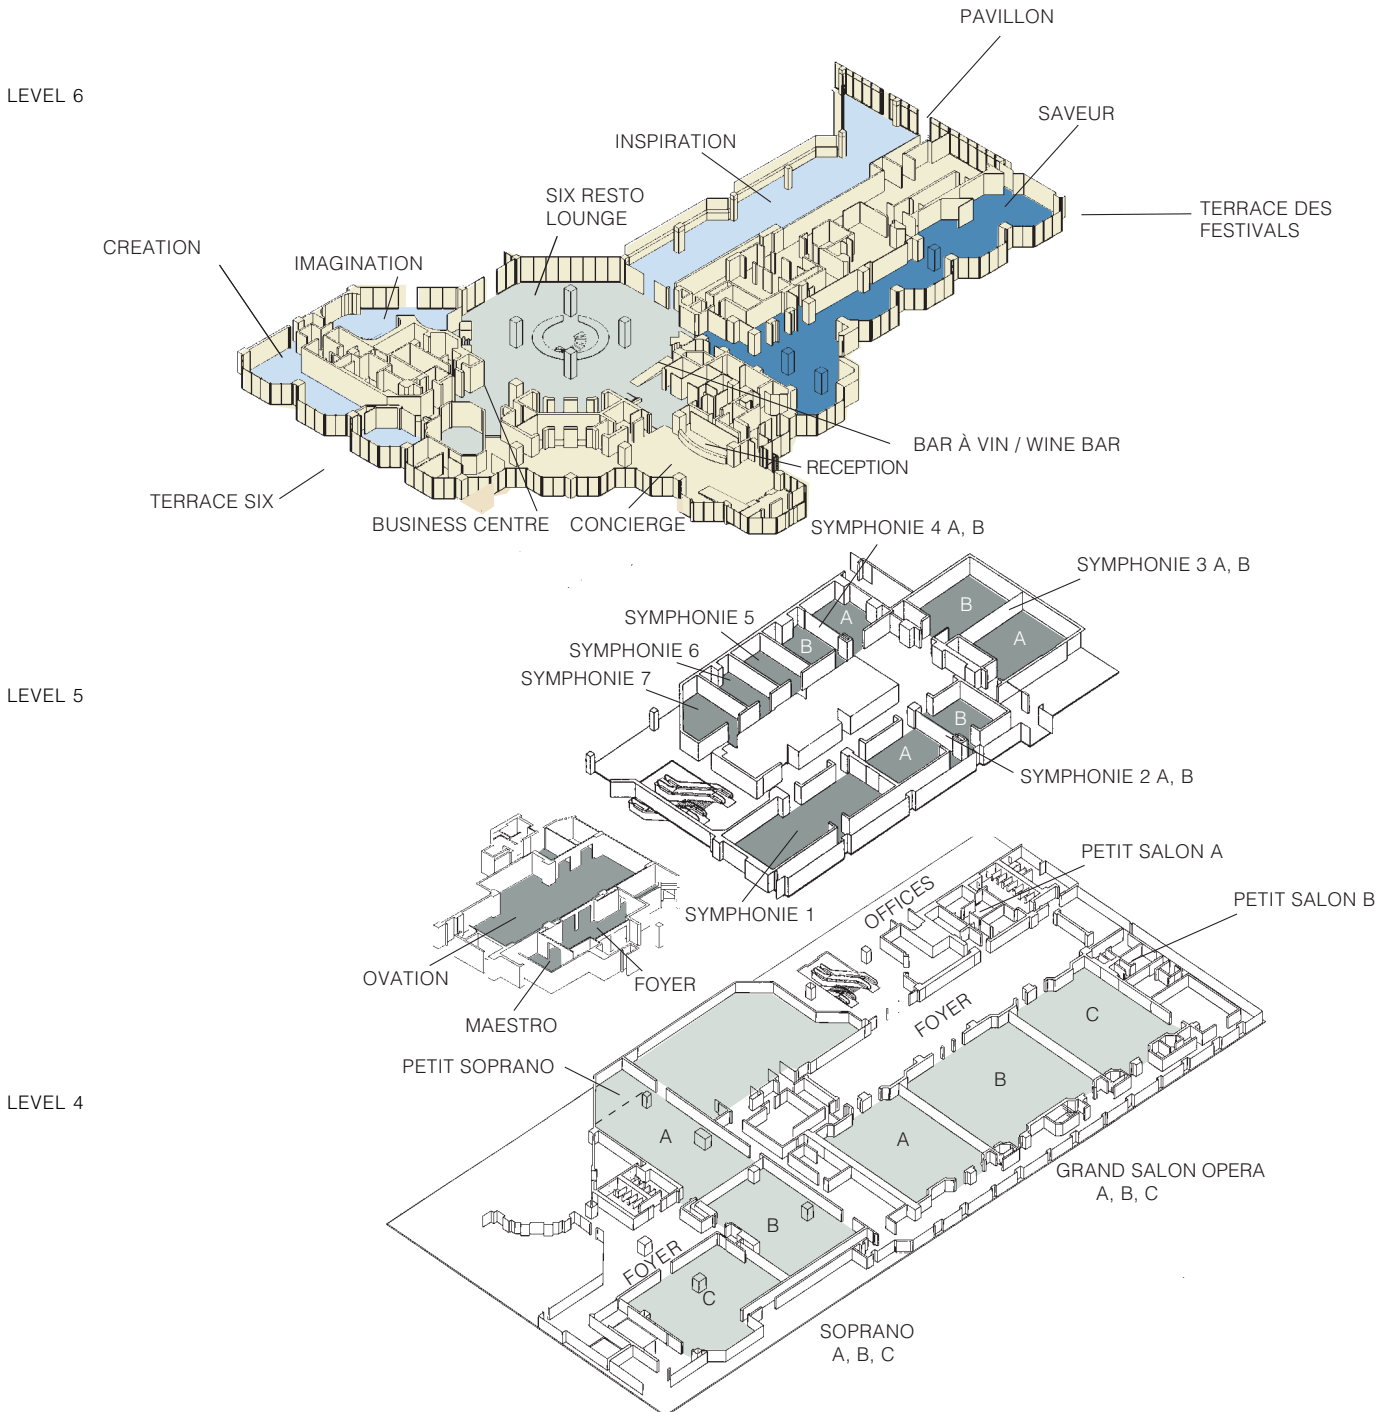 PAVILLON
LEVEL 6
SAVEUR
INSPIRATION
SIX RESTO
LOUNGE
TERRACE DES
FESTIVALS
CREATION
IMAGINATION
BAR À VIN / WINE BAR
RECEPTION
TERRACE SIX
BUSINESS CENTRE
CONCIERGE
SYMPHONIE 4 A, B
SYMPHONIE 3 A, B
B
A
SYMPHONIE 5
A
B
SYMPHONIE 6
SYMPHONIE 7
LEVEL 5
B
A
SYMPHONIE 2 A, B
PETIT SALON A
OFFICES
PETIT SALON B
SYMPHONIE 1
OVATION
FOYER
MAESTRO
FOYER
C
PETIT SOPRANO
B
LEVEL 4
A
A
GRAND SALON OPERA
A, B, C
B
FOYER
C
SOPRANO
A, B, C